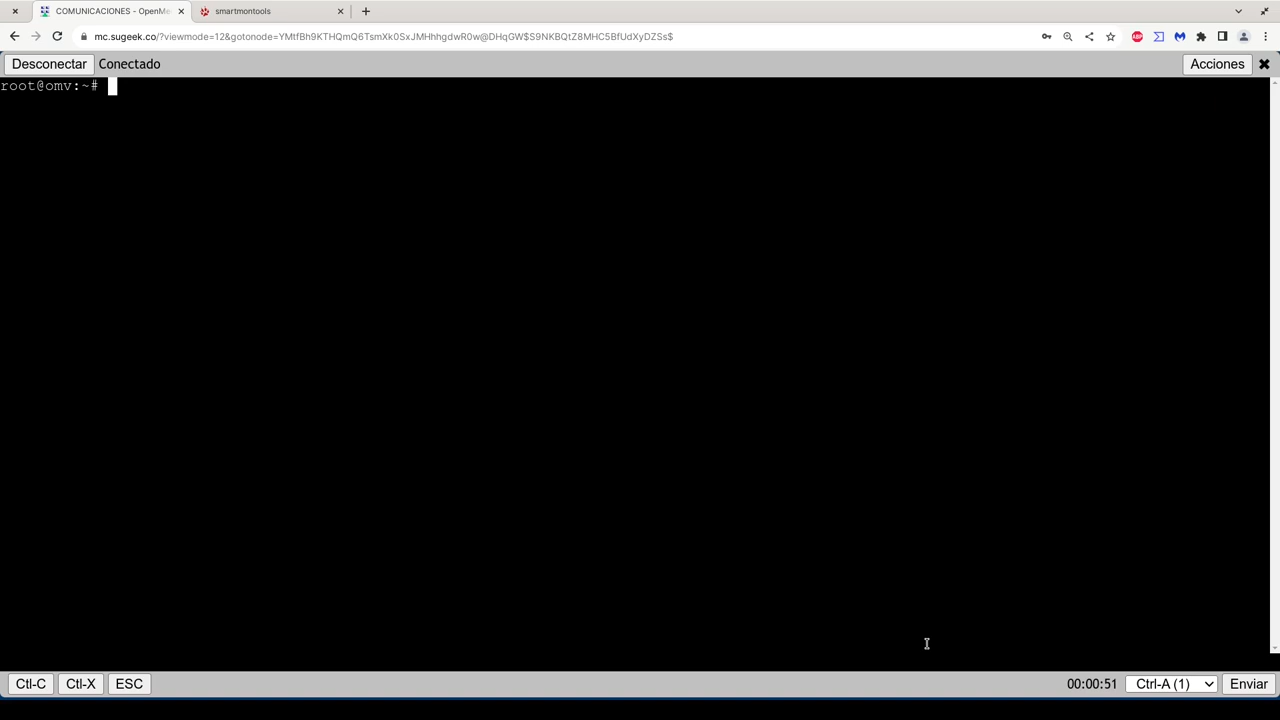 COMUNICACIONES - OpenMe
smartmontools
mc.sugeek.co/?viewmode=12&gotonode=YMtfBh9KTHQmQ6TsmXk0SxJMHhhgdwR0w@DHqGW$S9NKBQtZ8MHC5BfUdXyDZSs$
ABP
Desconectar Conectado Acciones
root@omv:~#
Ctl-C Ctl-X ESC 00:00:51 Ctrl-A (1) Enviar